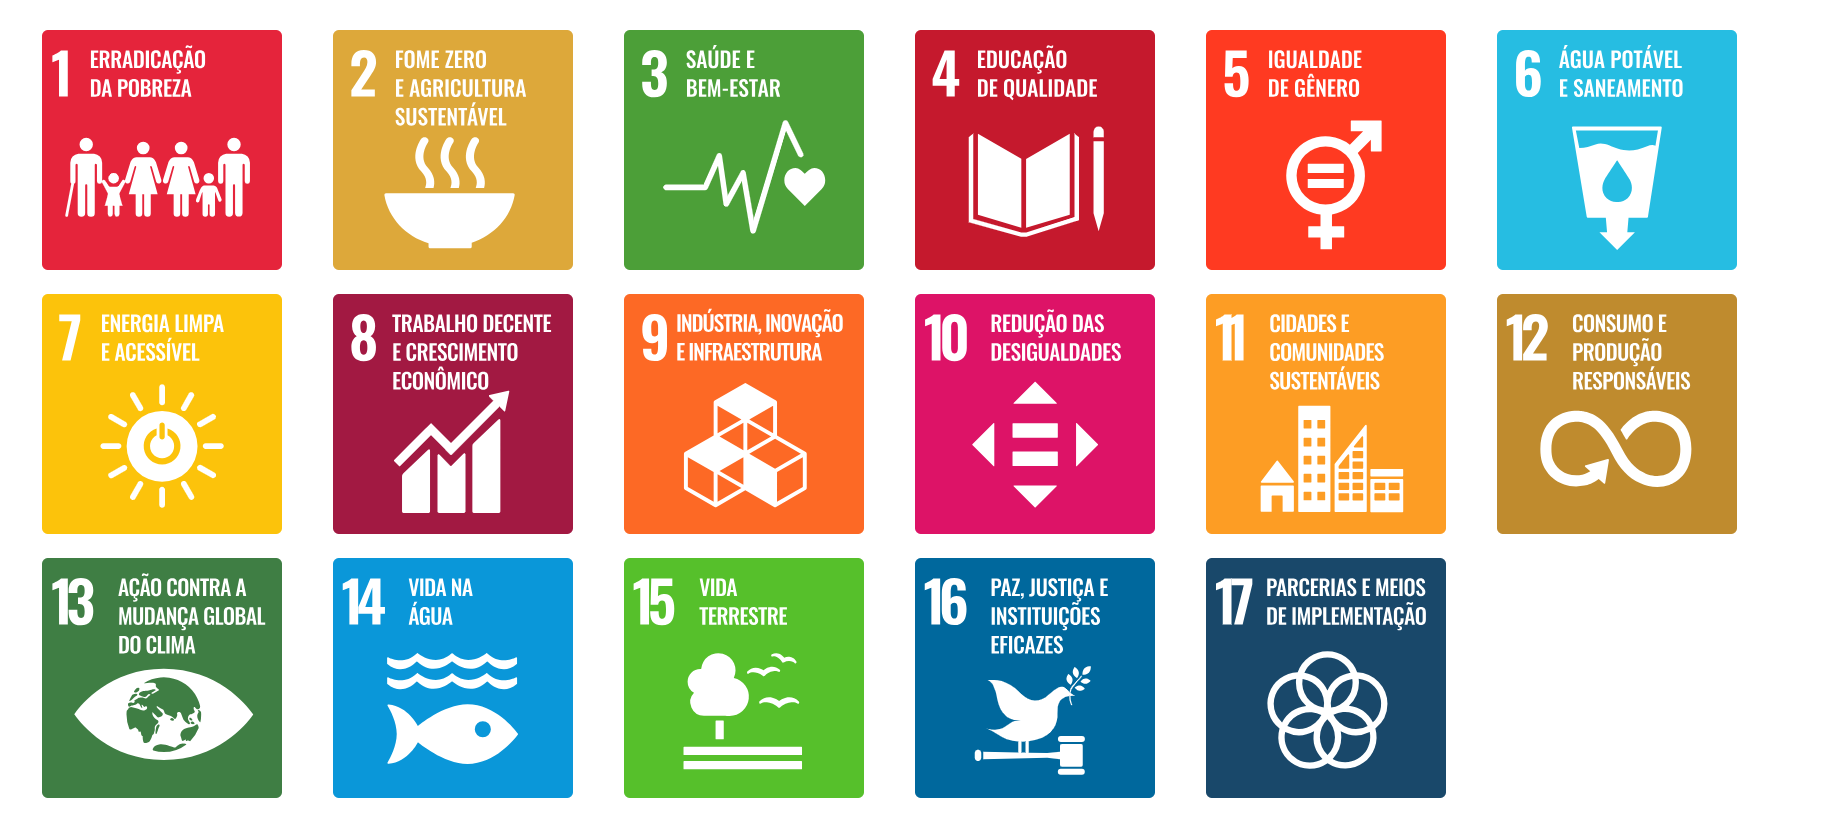 1
ERRADICAÇÃO
DA POBREZA
2
FOME ZERO
E AGRICULTURA
SUSTENTÁVEL
3
SAÚDE E
BEM-ESTAR
4
EDUCAÇÃO
DE QUALIDADE
5
IGUALDADE
DE GÊNERO
6
ÁGUA POTÁVEL
E SANEAMENTO
7
ENERGIA LIMPA
E ACESSÍVEL
8
TRABALHO DECENTE
E CRESCIMENTO
ECONÔMICO
9
INDÚSTRIA, INOVAÇÃO
E INFRAESTRUTURA
10
REDUÇÃO DAS
DESIGUALDADES
11
CIDADES E
COMUNIDADES
SUSTENTÁVEIS
12
CONSUMO E
PRODUÇÃO
RESPONSÁVEIS
13
AÇÃO CONTRA A
MUDANÇA GLOBAL
DO CLIMA
14
VIDA NA
ÁGUA
15
VIDA
TERRESTRE
16
PAZ, JUSTIÇA E
INSTITUIÇÕES
EFICAZES
17
PARCERIAS E MEIOS
DE IMPLEMENTAÇÃO